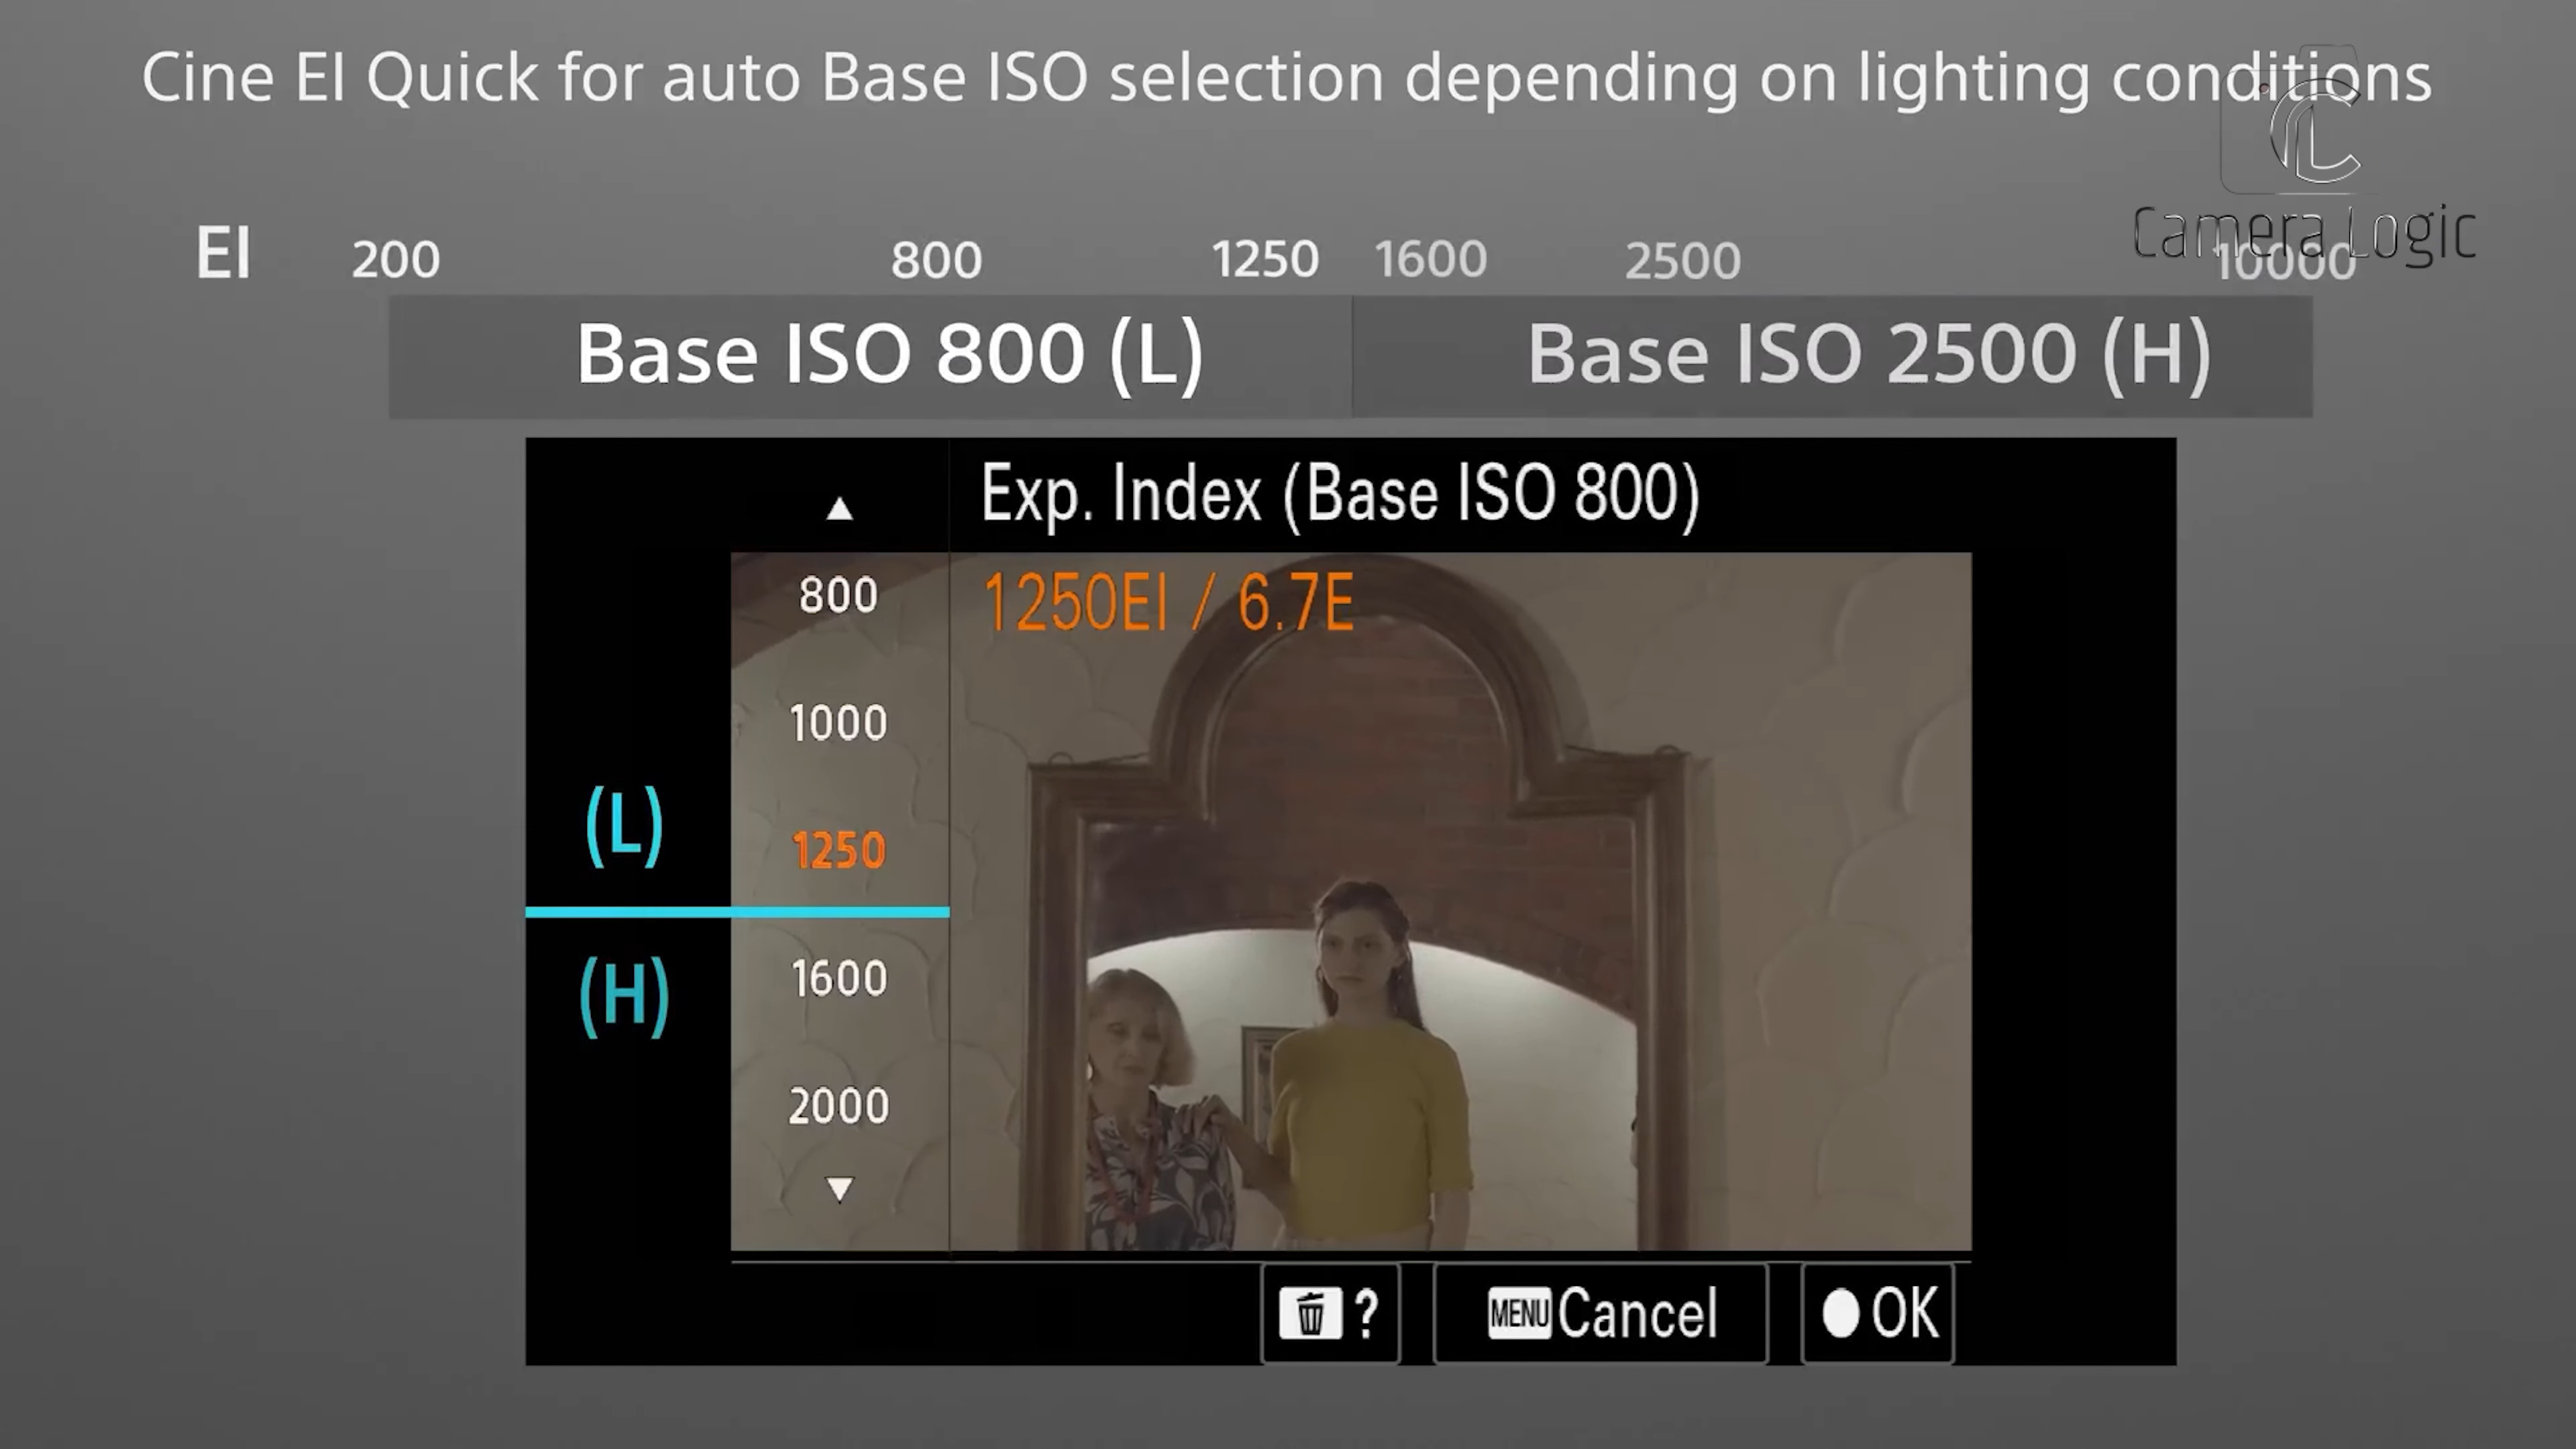 Cine EI Quick for auto Base ISO selection depending on lighting conditions
Camera Logic
EI 200 800 1250 1600 2500 10000
Base ISO 800 (L) Base ISO 2500 (H)
Exp. Index (Base ISO 800)
800
1250EI / 6.7E
1000
(L)
1250
(H)
1600
2000
? MENU Cancel OK